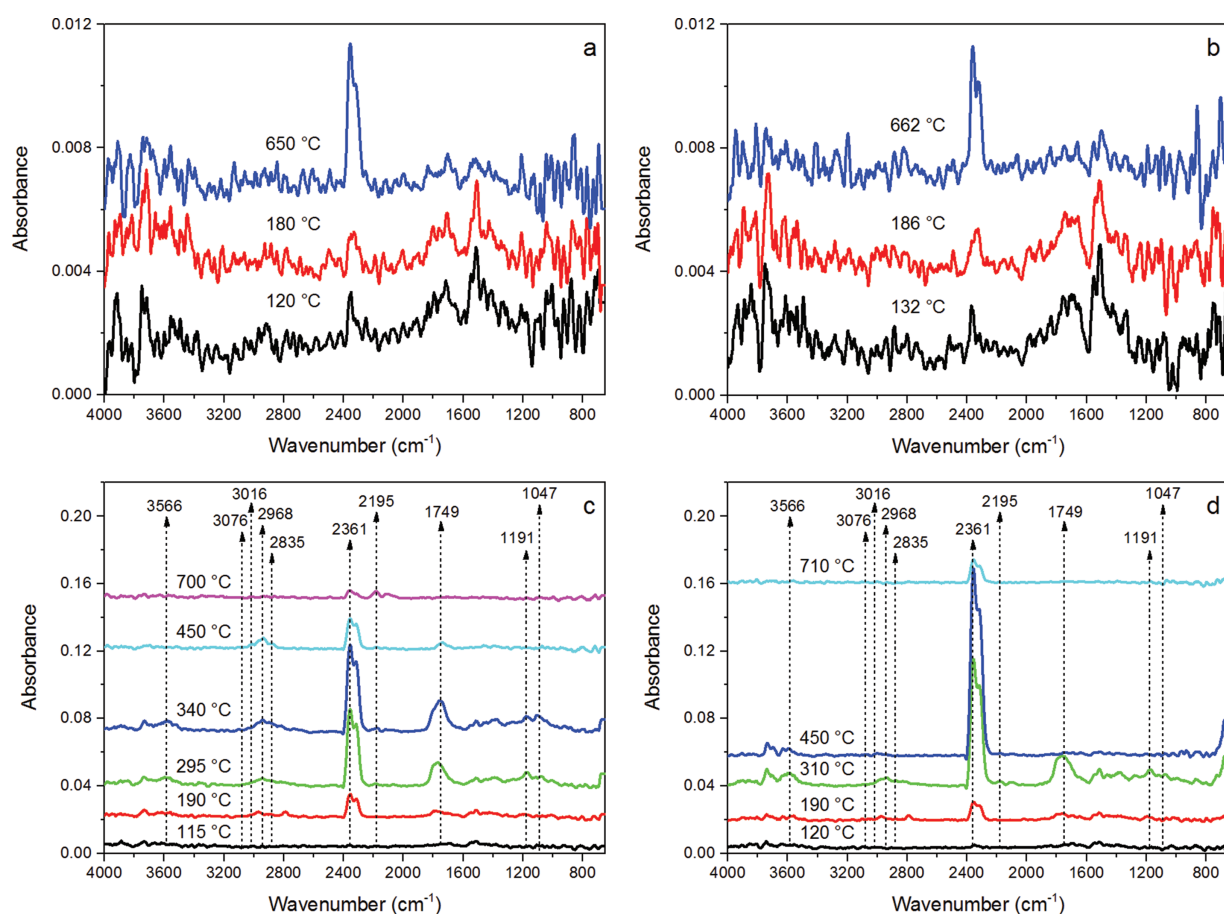 a
0.012
0.008
0.004
0.000
Absorbance
650 °C
180 °C
120 °C
4000 3600 3200 2800 2400 2000 1600 1200 800
Wavenumber (cm-1)
b
0.012
0.008
0.004
0.000
Absorbance
662 °C
186 °C
132 °C
4000 3600 3200 2800 2400 2000 1600 1200 800
Wavenumber (cm-1)
c
0.20
0.16
0.12
0.08
0.04
0.00
Absorbance
3566
3076
3016
2968
2835
2361
2195
1749
1191
1047
700 °C
450 °C
340 °C
295 °C
190 °C
115 °C
4000 3600 3200 2800 2400 2000 1600 1200 800
Wavenumber (cm-1)
d
0.20
0.16
0.12
0.08
0.04
0.00
Absorbance
3566
3076
3016
2968
2835
2361
2195
1749
1191
1047
710 °C
450 °C
310 °C
190 °C
120 °C
4000 3600 3200 2800 2400 2000 1600 1200 800
Wavenumber (cm-1)